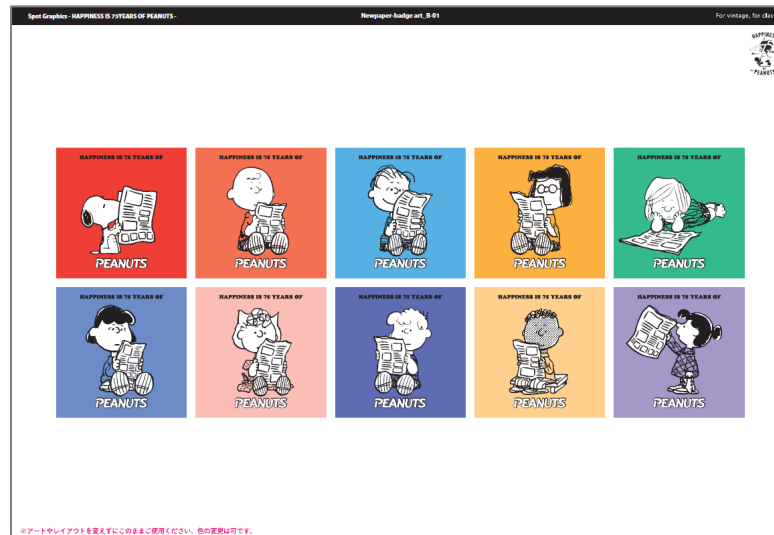 Spot Graphics - HAPPINESS IS 75YEARS OF PEANUTS -
Newpaper-badge art_B-01
For vintage, for clas
HAPPINESS
PEANUTS
HAPPINESS IS 75 YEARS OF
PEANUTS
HAPPINESS IS 75 YEARS OF
PEANUTS
HAPPINESS IS 75 YEARS OF
PEANUTS
HAPPINESS IS 75 YEARS OF
PEANUTS
HAPPINESS IS 75 YEARS OF
PEANUTS
HAPPINESS IS 75 YEARS OF
PEANUTS
HAPPINESS IS 75 YEARS OF
PEANUTS
HAPPINESS IS 75 YEARS OF
PEANUTS
HAPPINESS IS 75 YEARS OF
PEANUTS
HAPPINESS IS 75 YEARS OF
PEANUTS
※アートやレイアウトを変えずにこのままご使用ください。色の変更は可です。